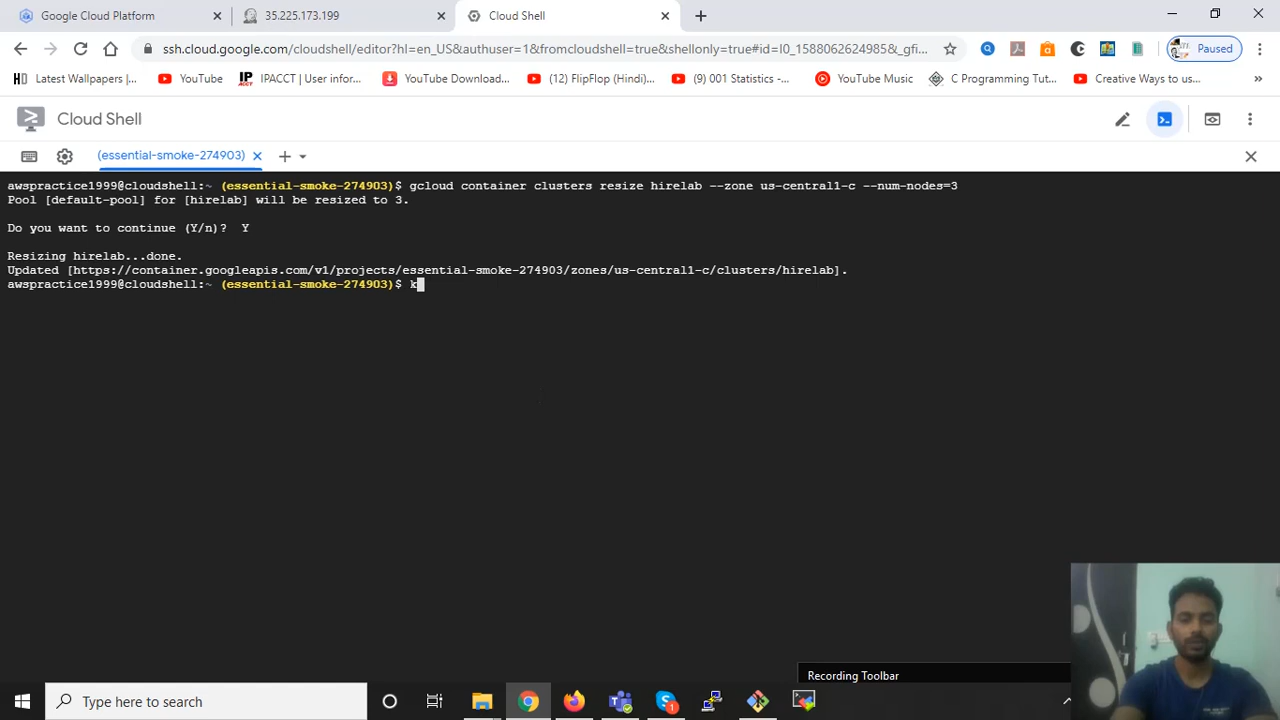 Google Cloud Platform
35.225.173.199
Cloud Shell
ssh.cloud.google.com/cloudshell/editor?hl=en_US&authuser=1&fromcloudshell=true&shellonly=true#id=I0_1588062624985&_gfi...
Paused
Latest Wallpapers |...
YouTube
IPACCT | User infor...
YouTube Download...
(12) FlipFlop (Hindi)...
(9) 001 Statistics -...
YouTube Music
C Programming Tut...
Creative Ways to us...
Cloud Shell
(essential-smoke-274903)
awspractice1999@cloudshell:~ (essential-smoke-274903)$ gcloud container clusters resize hirelab --zone us-central1-c --num-nodes=3
Pool [default-pool] for [hirelab] will be resized to 3.
Do you want to continue (Y/n)? Y
Resizing hirelab...done.
Updated [https://container.googleapis.com/v1/projects/essential-smoke-274903/zones/us-central1-c/clusters/hirelab].
awspractice1999@cloudshell:~ (essential-smoke-274903)$ k
Recording Toolbar
Type here to search